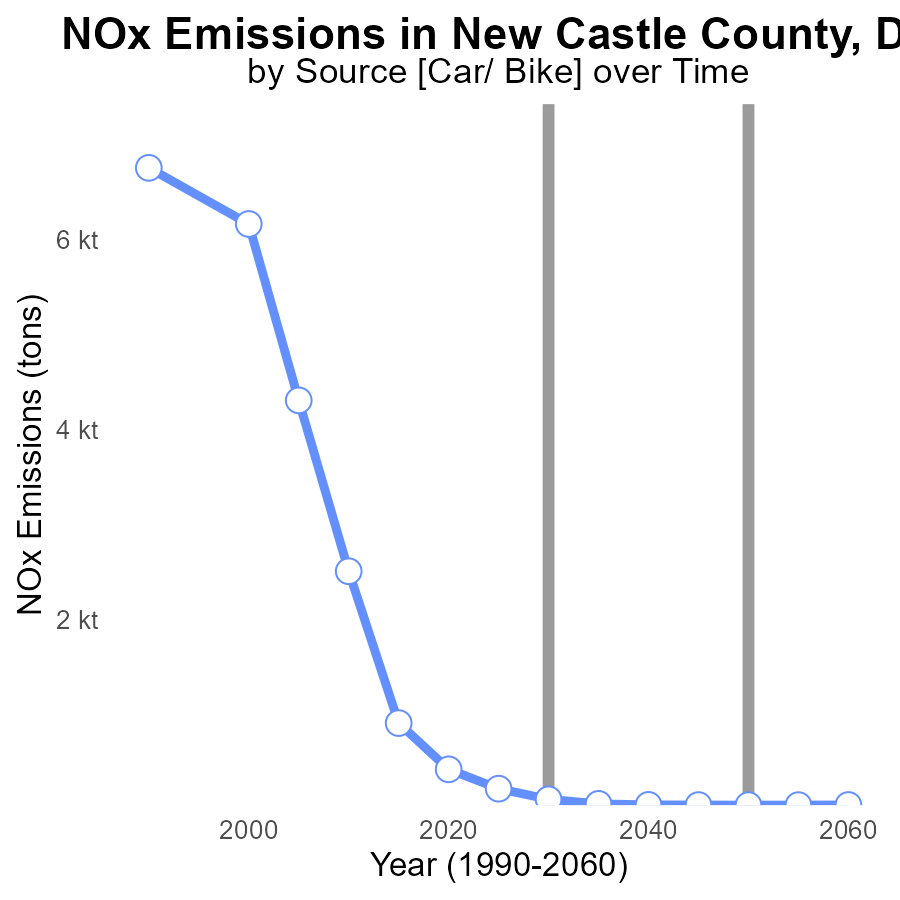 NOx Emissions in New Castle County, D
by Source [Car/ Bike] over Time
6 kt
4 kt
2 kt
NOx Emissions (tons)
2000 2020 2040 2060
Year (1990-2060)